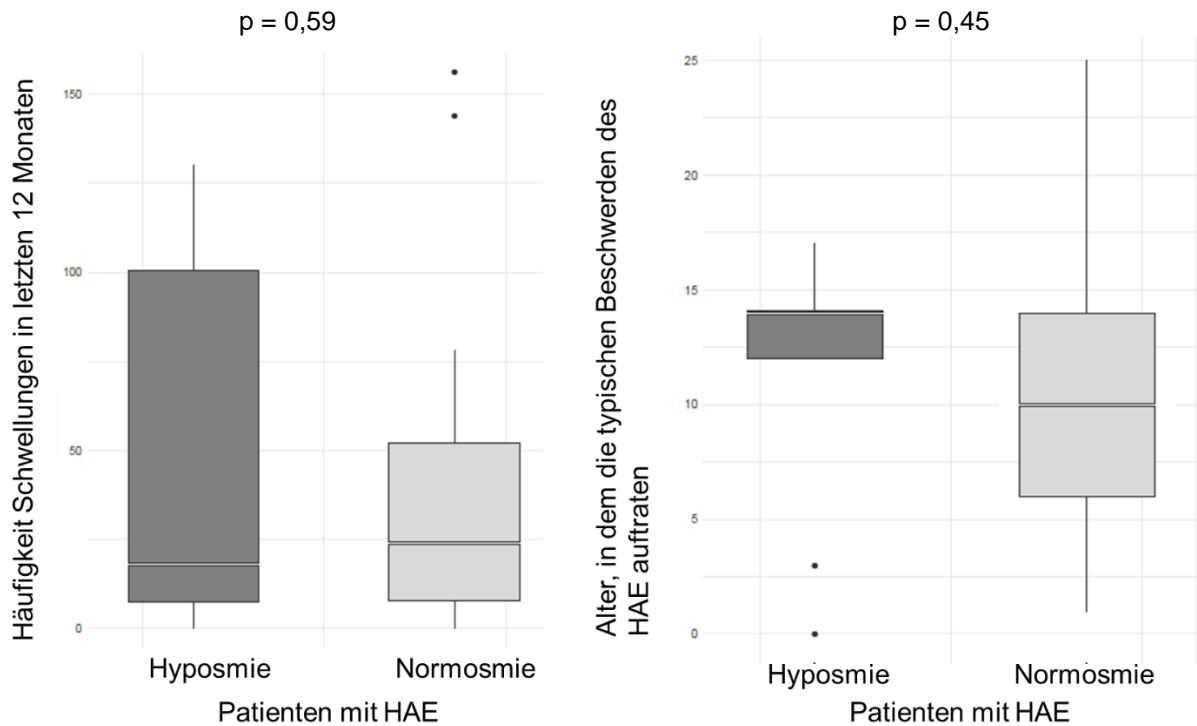 p = 0,59
Häufigkeit Schwellungen in letzten 12 Monaten
150
100
50
0
Hyposmie Normosmie
Patienten mit HAE
p = 0,45
Alter, in dem die typischen Beschwerden des
HAE auftraten
25
20
15
10
5
0
Hyposmie Normosmie
Patienten mit HAE